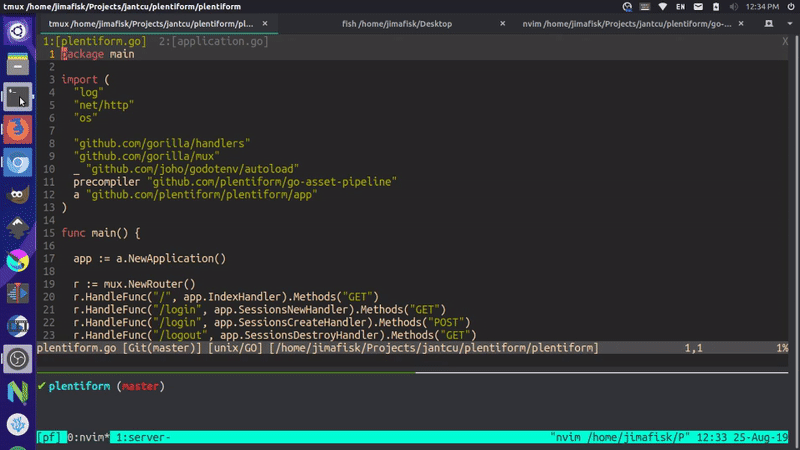 tmux /home/jimafisk/Projects/jantcu/plentiform/plentiform
EN
12:34 PM
tmux /home/jimafisk/Projects/jantcu/plentiform/pl… ×
fish /home/jimafisk/Desktop ×
nvim /home/jimafisk/Projects/jantcu/plentiform/go-… ×
1:[plentiform.go] 2:[application.go] X
1 package main
2
3 import (
4 "log"
5 "net/http"
6 "os"
7
8 "github.com/gorilla/handlers"
9 "github.com/gorilla/mux"
10 _ "github.com/joho/godotenv/autoload"
11 precompiler "github.com/plentiform/go-asset-pipeline"
12 a "github.com/plentiform/plentiform/app"
13 )
14
15 func main() {
16
17 app := a.NewApplication()
18
19 r := mux.NewRouter()
20 r.HandleFunc("/", app.IndexHandler).Methods("GET")
21 r.HandleFunc("/login", app.SessionsNewHandler).Methods("GET")
22 r.HandleFunc("/login", app.SessionsCreateHandler).Methods("POST")
23 r.HandleFunc("/logout", app.SessionsDestroyHandler).Methods("GET")
plentiform.go [Git(master)] [unix/GO] [/home/jimafisk/Projects/jantcu/plentiform/plentiform] 1,1 1%
✔ plentiform (master)
[pf] 0:nvim* 1:server- "nvim /home/jimafisk/P" 12:33 25-Aug-19